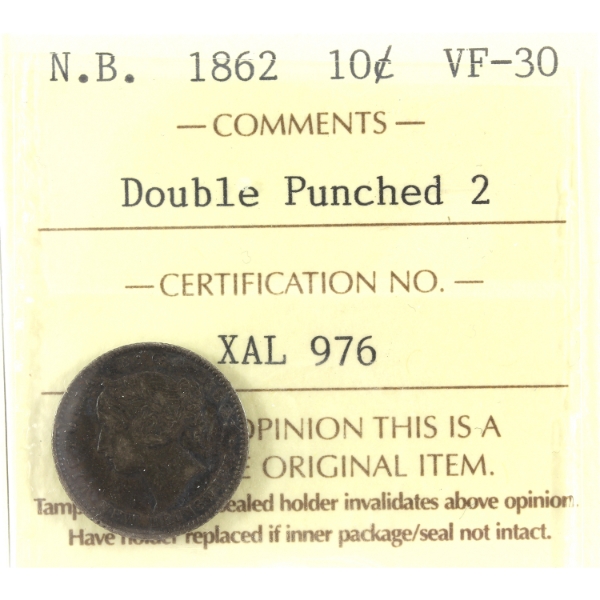 N.B. 1862 10¢ VF-30
— COMMENTS —
Double Punched 2
— CERTIFICATION NO. —
XAL 976
OPINION THIS IS A
ORIGINAL ITEM.
sealed holder invalidates above opinion.
Have holder replaced if inner package/seal not intact.